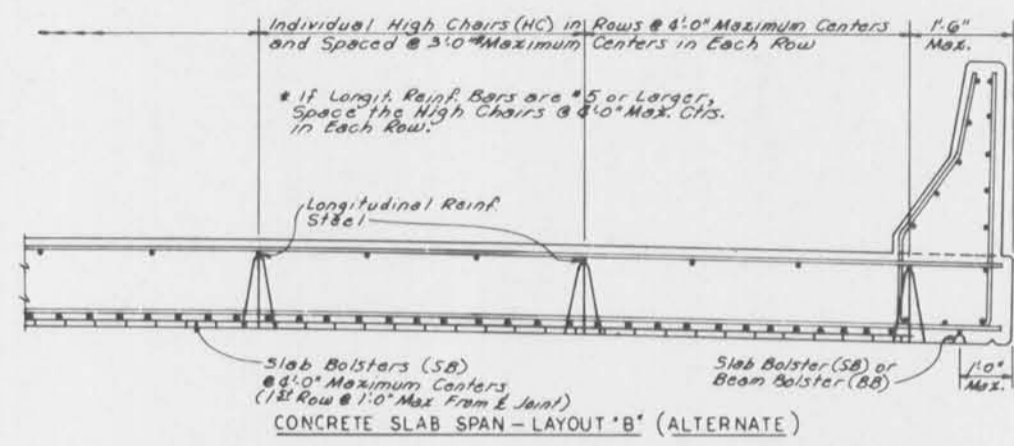 Individual High Chairs (HC) in Rows @ 4'-0" Maximum Centers
and Spaced @ 3'-0"* Maximum Centers in Each Row
1'-6"
Max.
* If Longit. Reinf. Bars are #5 or Larger,
Space the High Chairs @ 4'-0" Max. Ctrs.
in Each Row.
Longitudinal Reinf.
Steel
Slab Bolsters (SB)
@ 4'-0" Maximum Centers
(1st Row @ 1'-0" Max From ℄ Joint)
Slab Bolster (SB) or
Beam Bolster (BB)
1'-0"
Max.
CONCRETE SLAB SPAN - LAYOUT "B" (ALTERNATE)